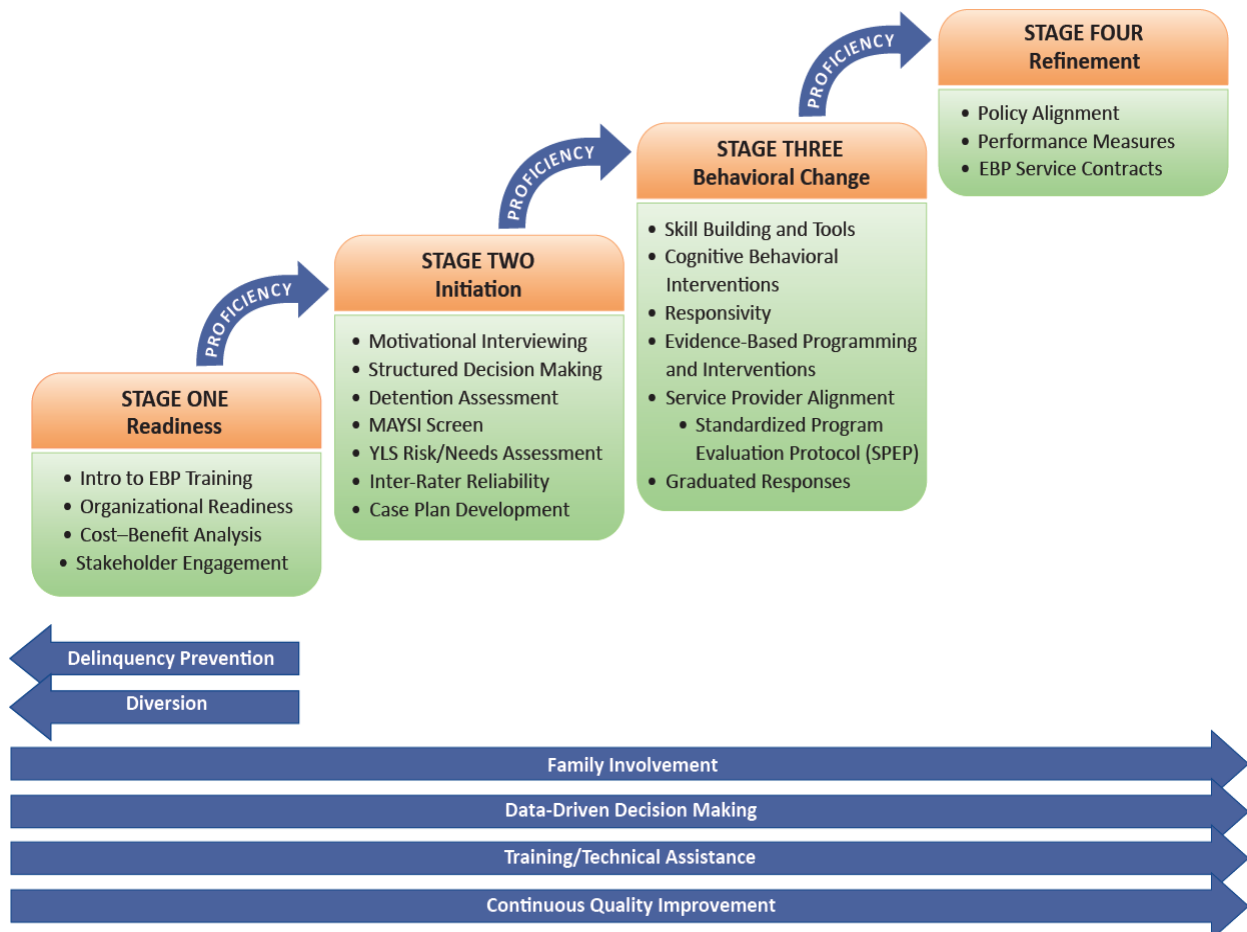 STAGE ONE
Readiness
• Intro to EBP Training
• Organizational Readiness
• Cost–Benefit Analysis
• Stakeholder Engagement
PROFICIENCY
STAGE TWO
Initiation
• Motivational Interviewing
• Structured Decision Making
• Detention Assessment
• MAYSI Screen
• YLS Risk/Needs Assessment
• Inter-Rater Reliability
• Case Plan Development
PROFICIENCY
STAGE THREE
Behavioral Change
• Skill Building and Tools
• Cognitive Behavioral
Interventions
• Responsivity
• Evidence-Based Programming
and Interventions
• Service Provider Alignment
• Standardized Program
Evaluation Protocol (SPEP)
• Graduated Responses
PROFICIENCY
STAGE FOUR
Refinement
• Policy Alignment
• Performance Measures
• EBP Service Contracts
Delinquency Prevention
Diversion
Family Involvement
Data-Driven Decision Making
Training/Technical Assistance
Continuous Quality Improvement